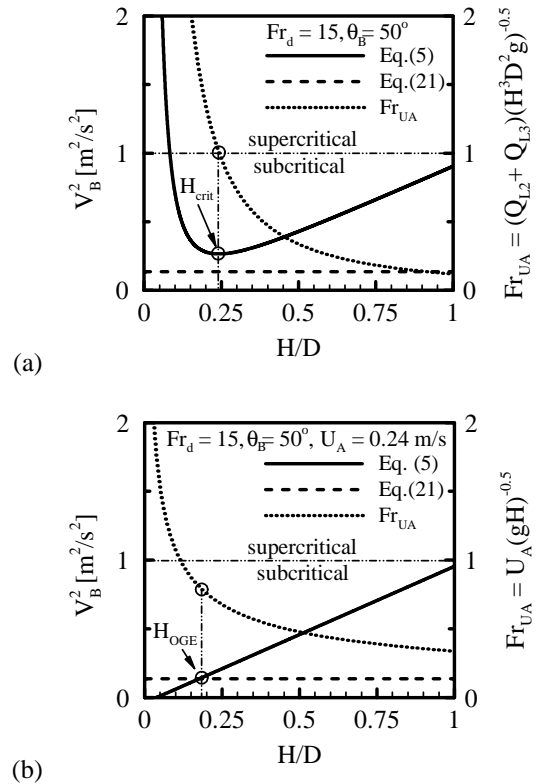 Fr_d = 15, θ_B = 50°
Eq.(5)
Eq.(21)
Fr_UA
supercritical
subcritical
H_crit
2
1
0
2
1
0
0
0.25
0.5
0.75
1
H/D
V_B^2 [m^2/s^2]
Fr_UA = (Q_L2 + Q_L3)(H^3D^2g)^-0.5
(a)
Fr_d = 15, θ_B = 50°, U_A = 0.24 m/s
Eq. (5)
Eq.(21)
Fr_UA
supercritical
subcritical
H_OGE
2
1
0
2
1
0
0
0.25
0.5
0.75
1
H/D
V_B^2 [m^2/s^2]
Fr_UA = U_A(gH)^-0.5
(b)